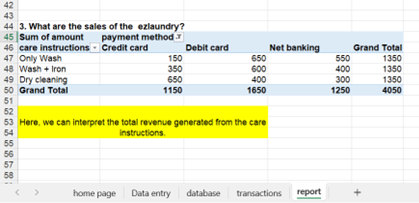 42
43
44 3. What are the sales of the ezlaundry?
45 Sum of amount payment method
46 care instructions Credit card Debit card Net banking Grand Total
47 Only Wash 150 650 550 1350
48 Wash + Iron 350 600 400 1350
49 Dry cleaning 650 400 300 1350
50 Grand Total 1150 1650 1250 4050
51
52
53 Here, we can interpret the total revenue generated from the care
54 instructions.
55
56
57
58
home page Data entry database transactions report +